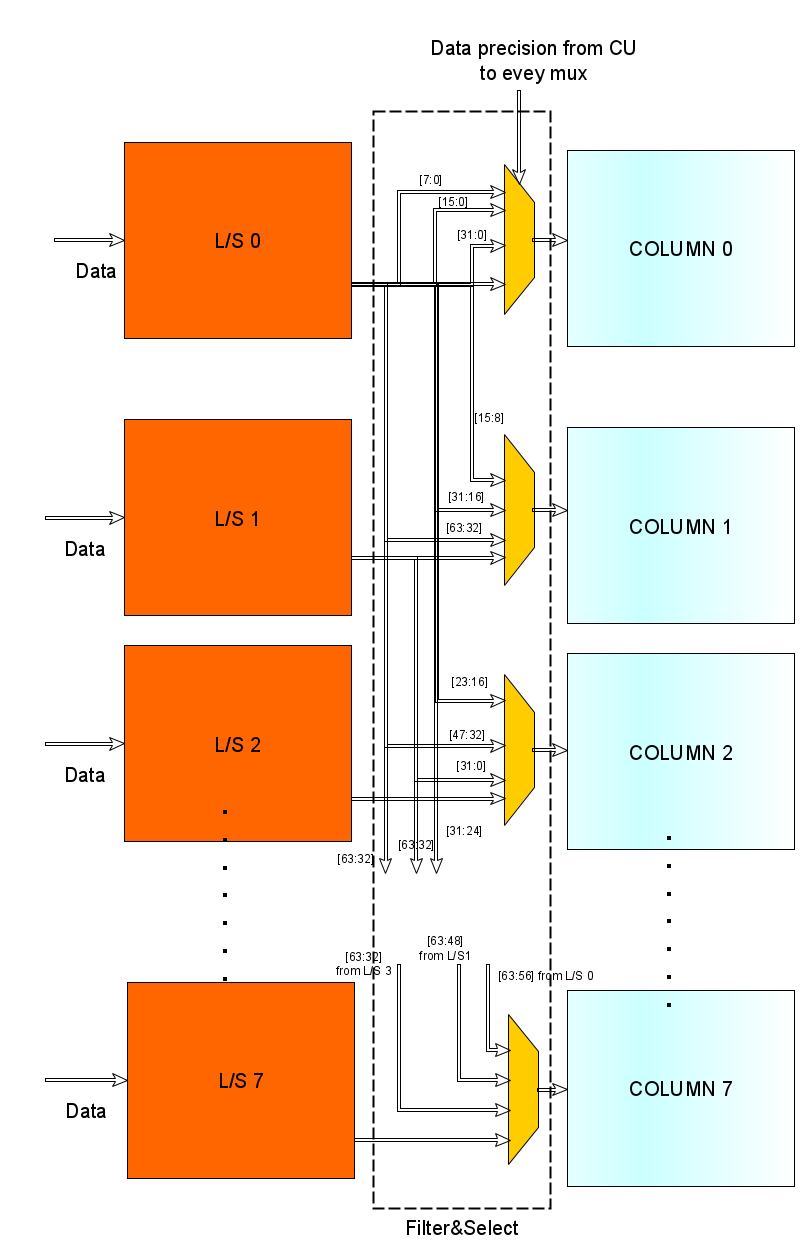 Data precision from CU
to evey mux
[7:0]
[15:0]
[31:0]
L/S 0
COLUMN 0
Data
[15:8]
[31:16]
[63:32]
L/S 1
COLUMN 1
Data
[23:16]
[47:32]
[31:0]
L/S 2
COLUMN 2
Data
[31:24]
[63:32]
[63:32]
[63:48]
from L/S1
[63:32]
from L/S 3
[63:56] from L/S 0
L/S 7
COLUMN 7
Data
Filter&Select